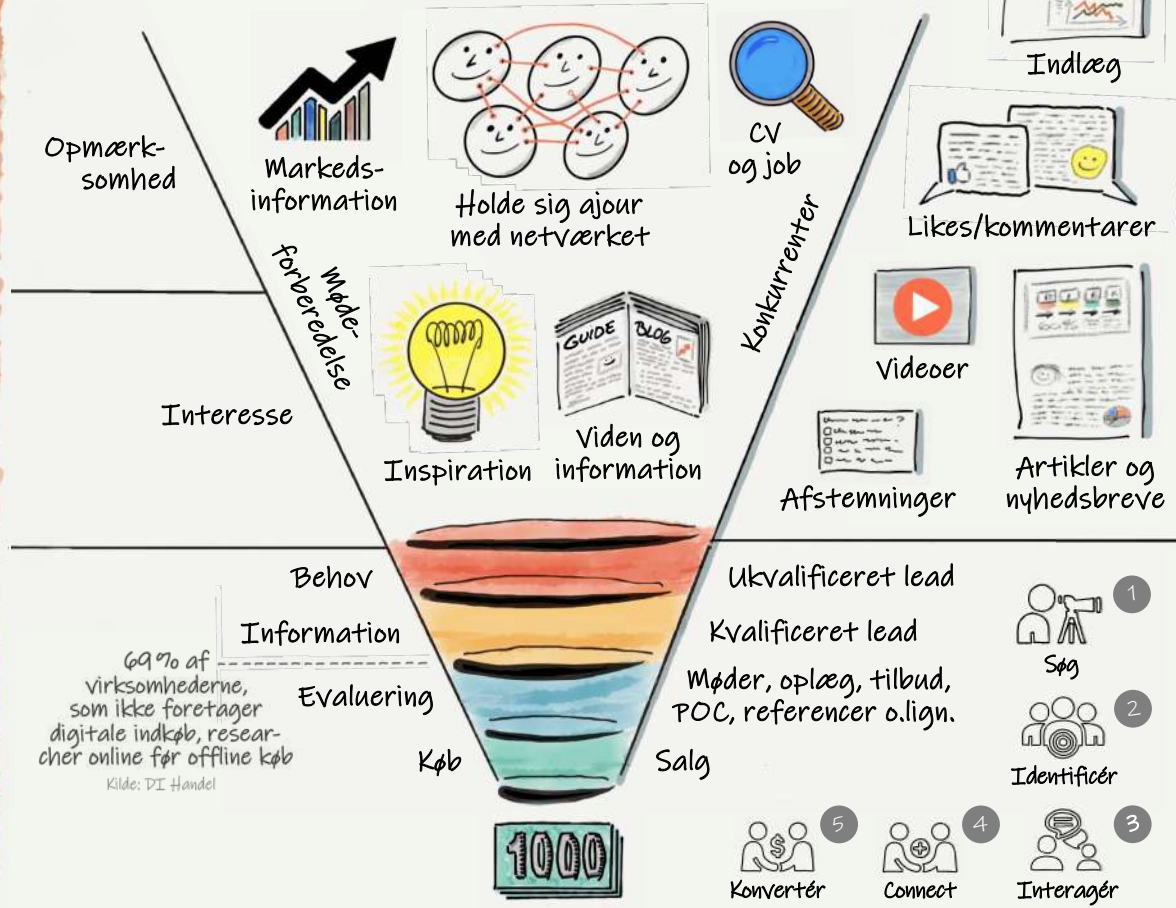 Indlæg
Opmærk-
somhed
Markeds-
information
Holde sig ajour
med netværket
CV
og job
Likes/kommentarer
Møde-
forberedelse
Konkurrenter
GUIDE
BLOG
Videoer
Interesse
Inspiration
Viden og
information
Afstemninger
Artikler og
nyhedsbreve
Behov
Ukvalificeret lead
1
Søg
Information
Kvalificeret lead
69% af
virksomhederne,
som ikke foretager
digitale indkøb, resear-
cher online før offline køb
Kilde: DI Handel
Evaluering
Møder, oplæg, tilbud,
POC, referencer o.lign.
2
Identificér
Køb
Salg
1000
5
Konvertér
4
Connect
3
Interagér